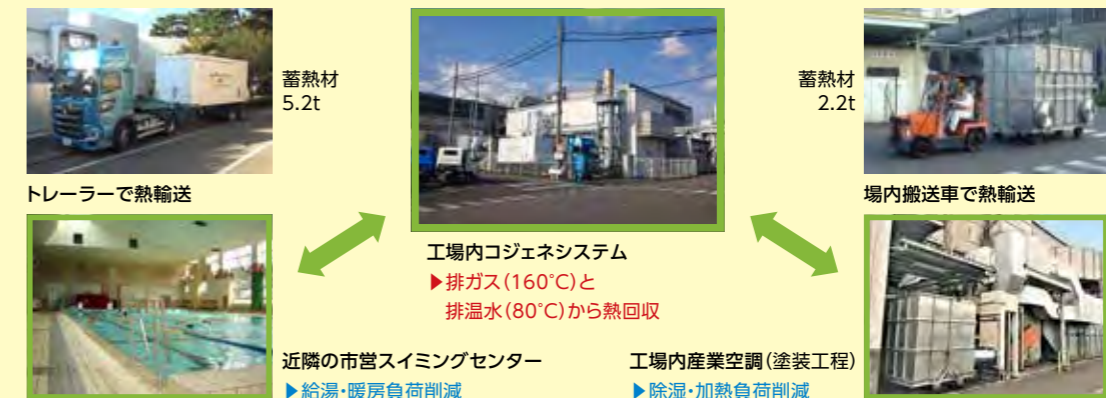 蓄熱材
5.2t
蓄熱材
2.2t
トレーラーで熱輸送
場内搬送車で熱輸送
工場内コジェネシステム
▶排ガス(160℃)と
排温水(80℃)から熱回収
近隣の市営スイミングセンター
▶給湯・暖房負荷削減
工場内産業空調(塗装工程)
▶除湿・加熱負荷削減